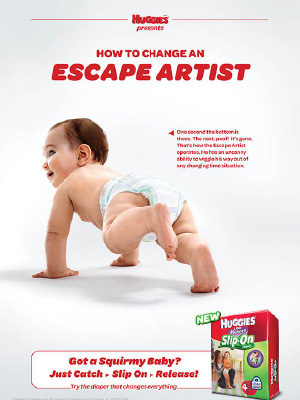 HUGGIES
presents
HOW TO CHANGE AN
ESCAPE ARTIST
One second the bottom is
there. The next, poof! It's gone.
That's how the Escape Artist
operates. He has an uncanny
ability to wiggle his way out of
any changing time situation.
NEW
HUGGIES
Little
Movers
Slip-On
4
Got a Squirmy Baby?
Just Catch ▸ Slip On ▸ Release!
Try the diaper that changes everything